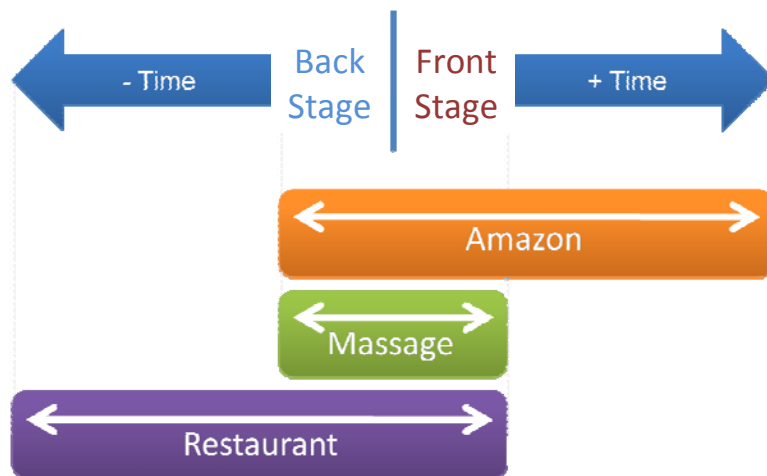 - Time
Back
Stage
Front
Stage
+ Time
Amazon
Massage
Restaurant